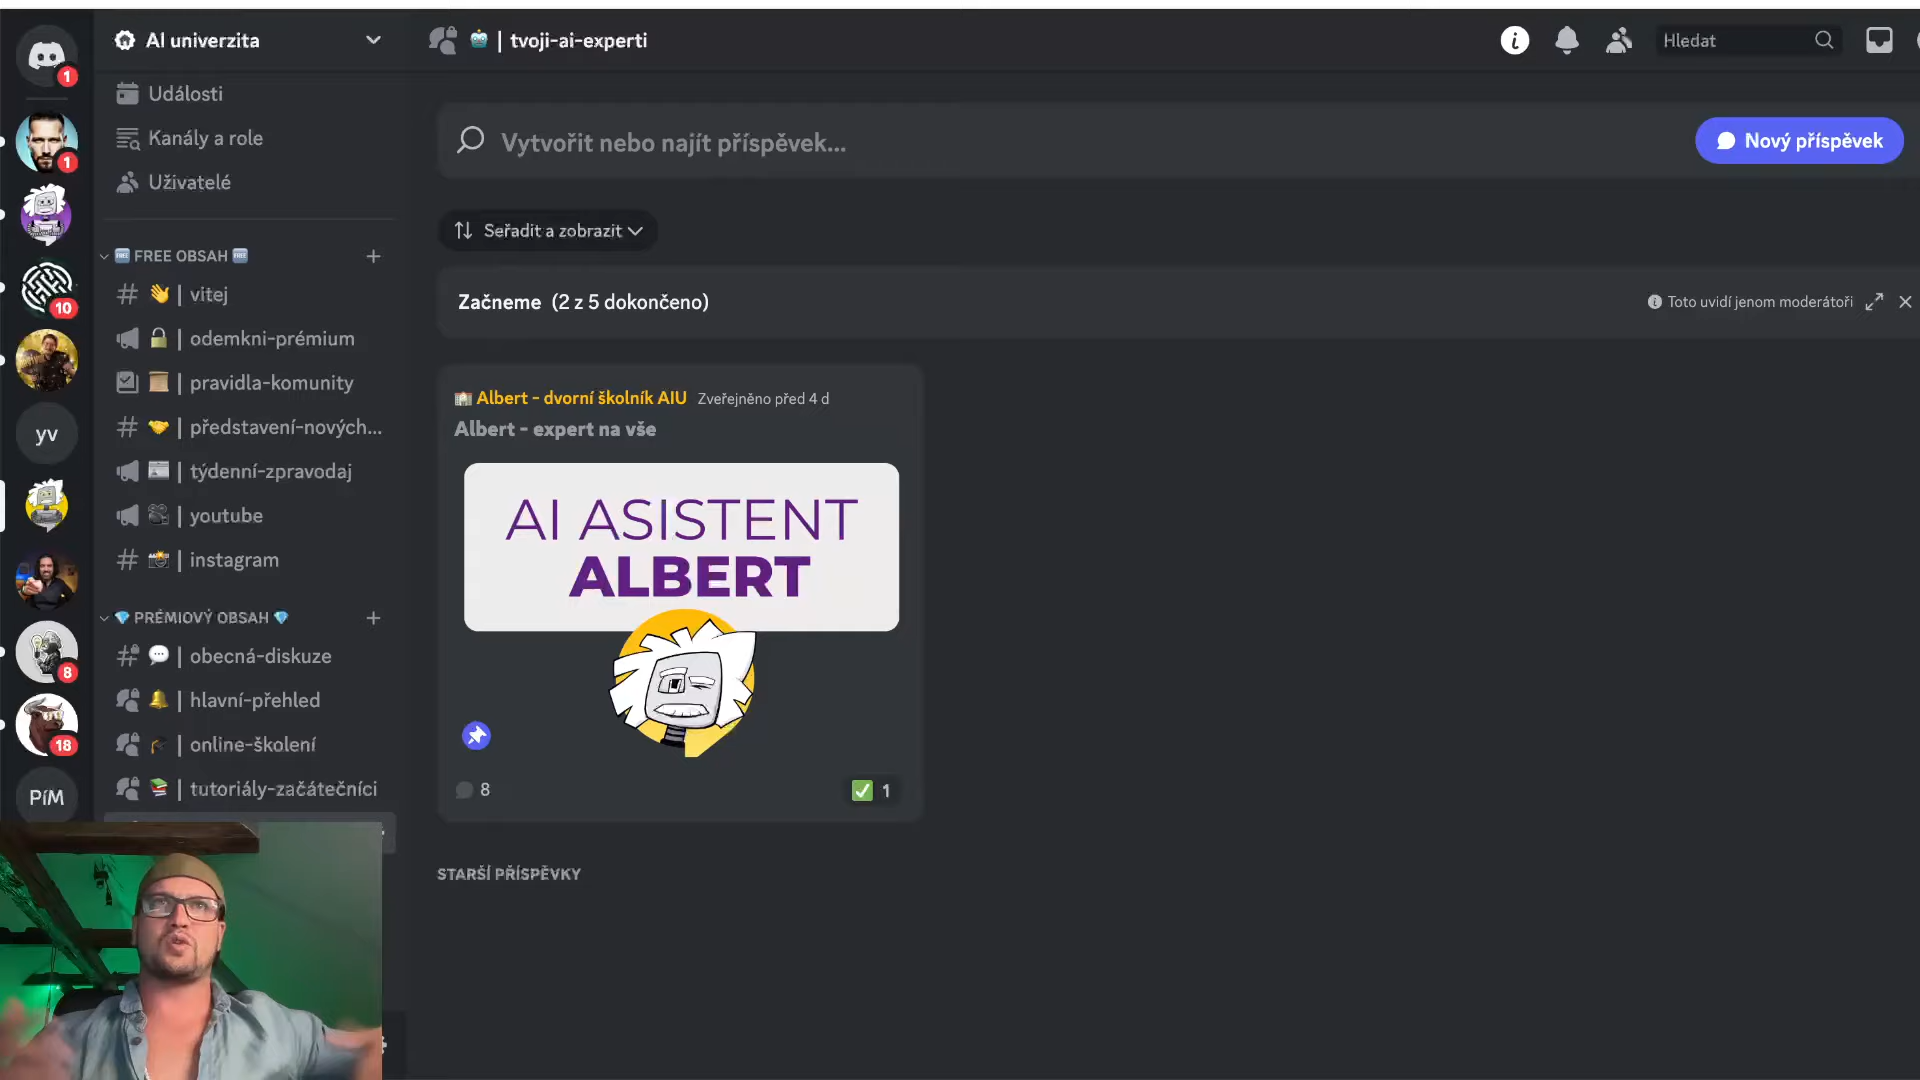 1
1
10
yv
8
18
PíM
AI univerzita
Události
Kanály a role
Uživatelé
FREE OBSAH
| vitej
| odemkni-prémium
| pravidla-komunity
| představení-nových...
| týdenní-zpravodaj
| youtube
| instagram
PRÉMIOVÝ OBSAH
| obecná-diskuze
| hlavní-přehled
| online-školení
| tutoriály-začátečníci
| tvoji-ai-experti
Hledat
Vytvořit nebo najít příspěvek...
Nový příspěvek
Seřadit a zobrazit
Začneme (2 z 5 dokončeno)
Toto uvidí jenom moderátoři
Albert - dvorní školník AIU Zveřejněno před 4 d
Albert - expert na vše
AI ASISTENT
ALBERT
8
1
STARŠÍ PŘÍSPĚVKY